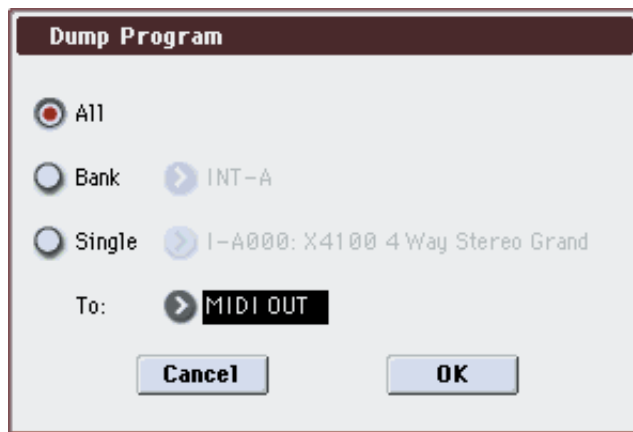 Dump Program
All
Bank INT-A
Single I-A000: X4100 4 Way Stereo Grand
To: MIDI OUT
Cancel OK